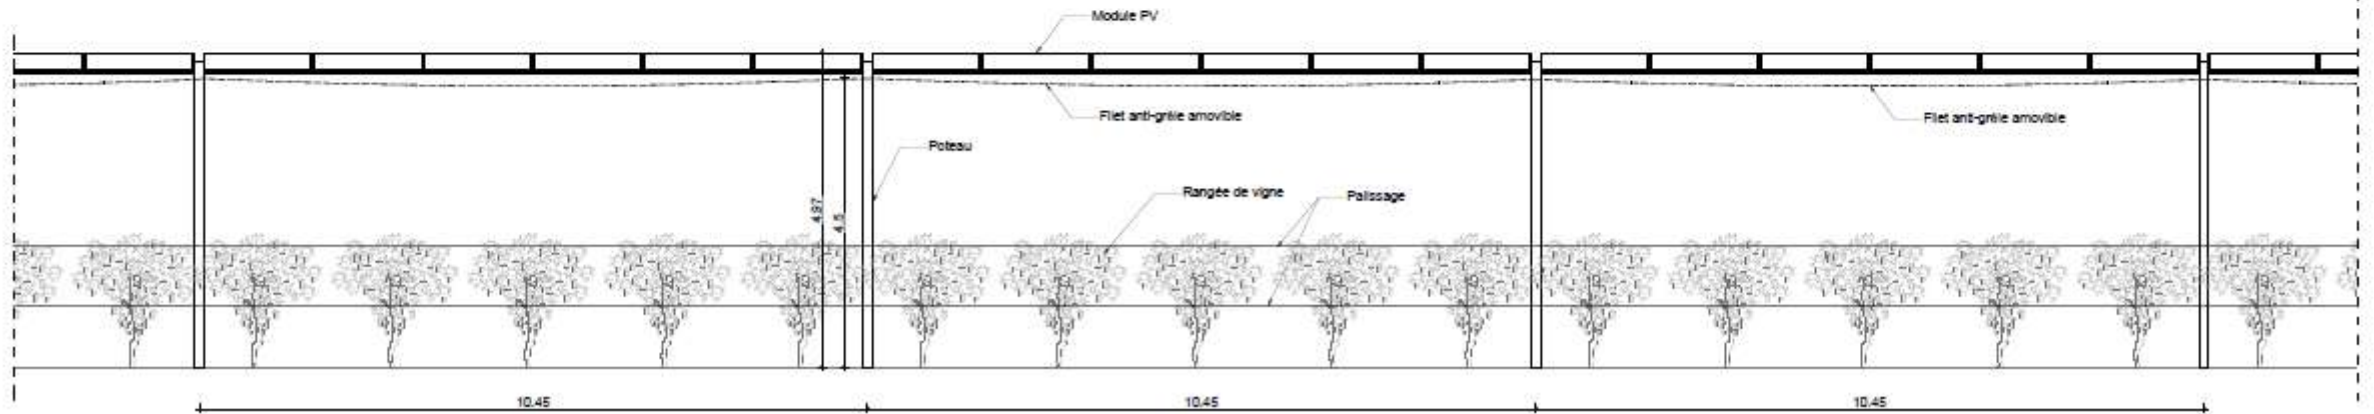 Module PV
Filet anti-grêle amovible
Filet anti-grêle amovible
Poteau
Rangée de vigne
Palissage
4.97
4.5
10.45
10.45
10.45